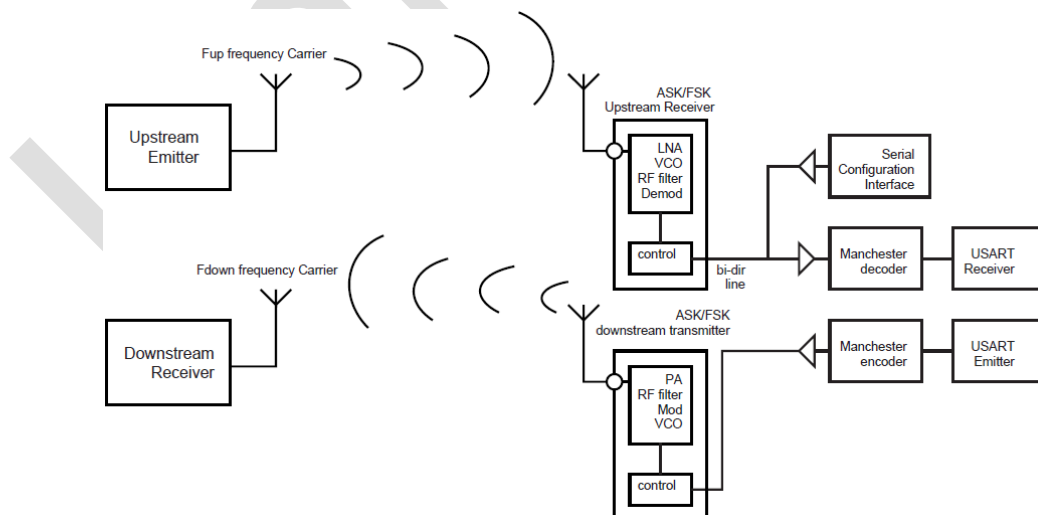 Fup frequency Carrier
Upstream
Emitter
ASK/FSK
Upstream Receiver
LNA
VCO
RF filter
Demod
control
bi-dir
line
Serial
Configuration
Interface
Manchester
decoder
USART
Receiver
Fdown frequency Carrier
Downstream
Receiver
ASK/FSK
downstream transmitter
PA
RF filter
Mod
VCO
control
Manchester
encoder
USART
Emitter